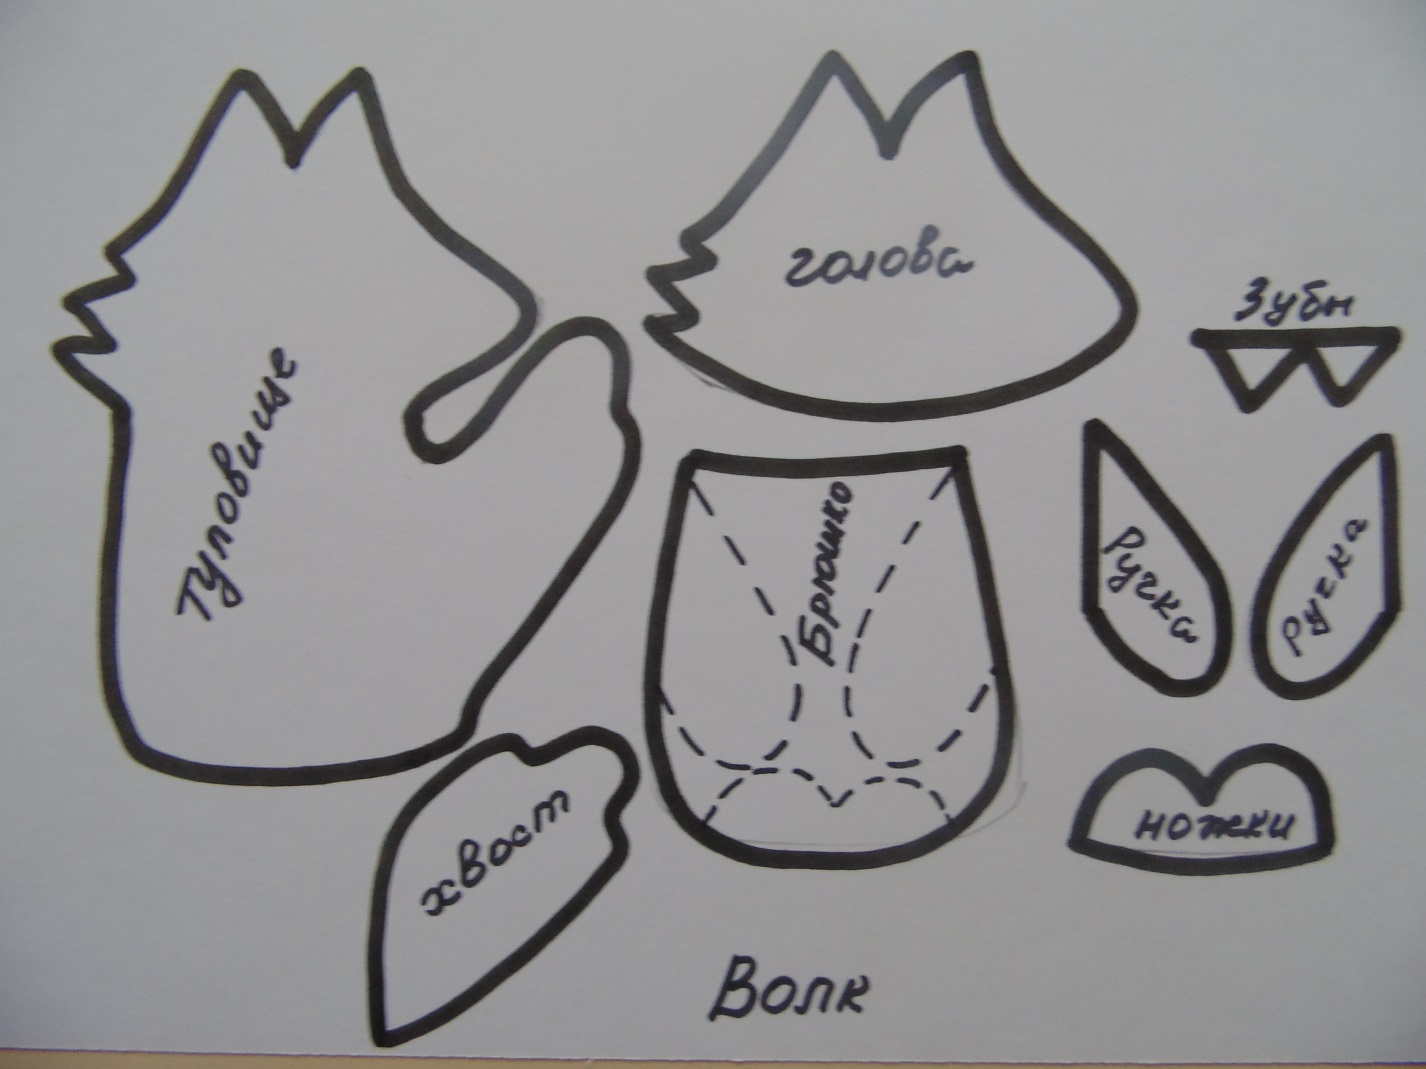 голова
Зубы
Туловище
Брюшко
Ручка
Ручка
хвост
ножки
Волк